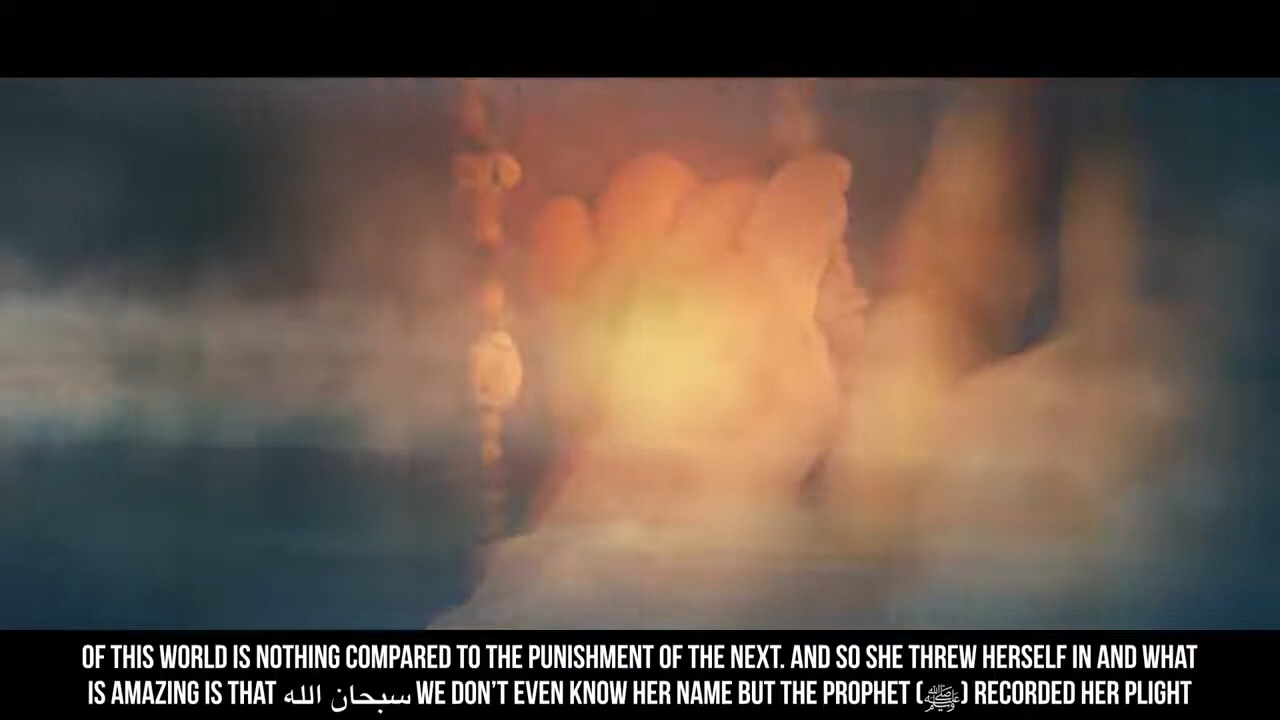 OF THIS WORLD IS NOTHING COMPARED TO THE PUNISHMENT OF THE NEXT. AND SO SHE THREW HERSELF IN AND WHAT
IS AMAZING IS THAT سبحان الله WE DON'T EVEN KNOW HER NAME BUT THE PROPHET (ﷺ) RECORDED HER PLIGHT